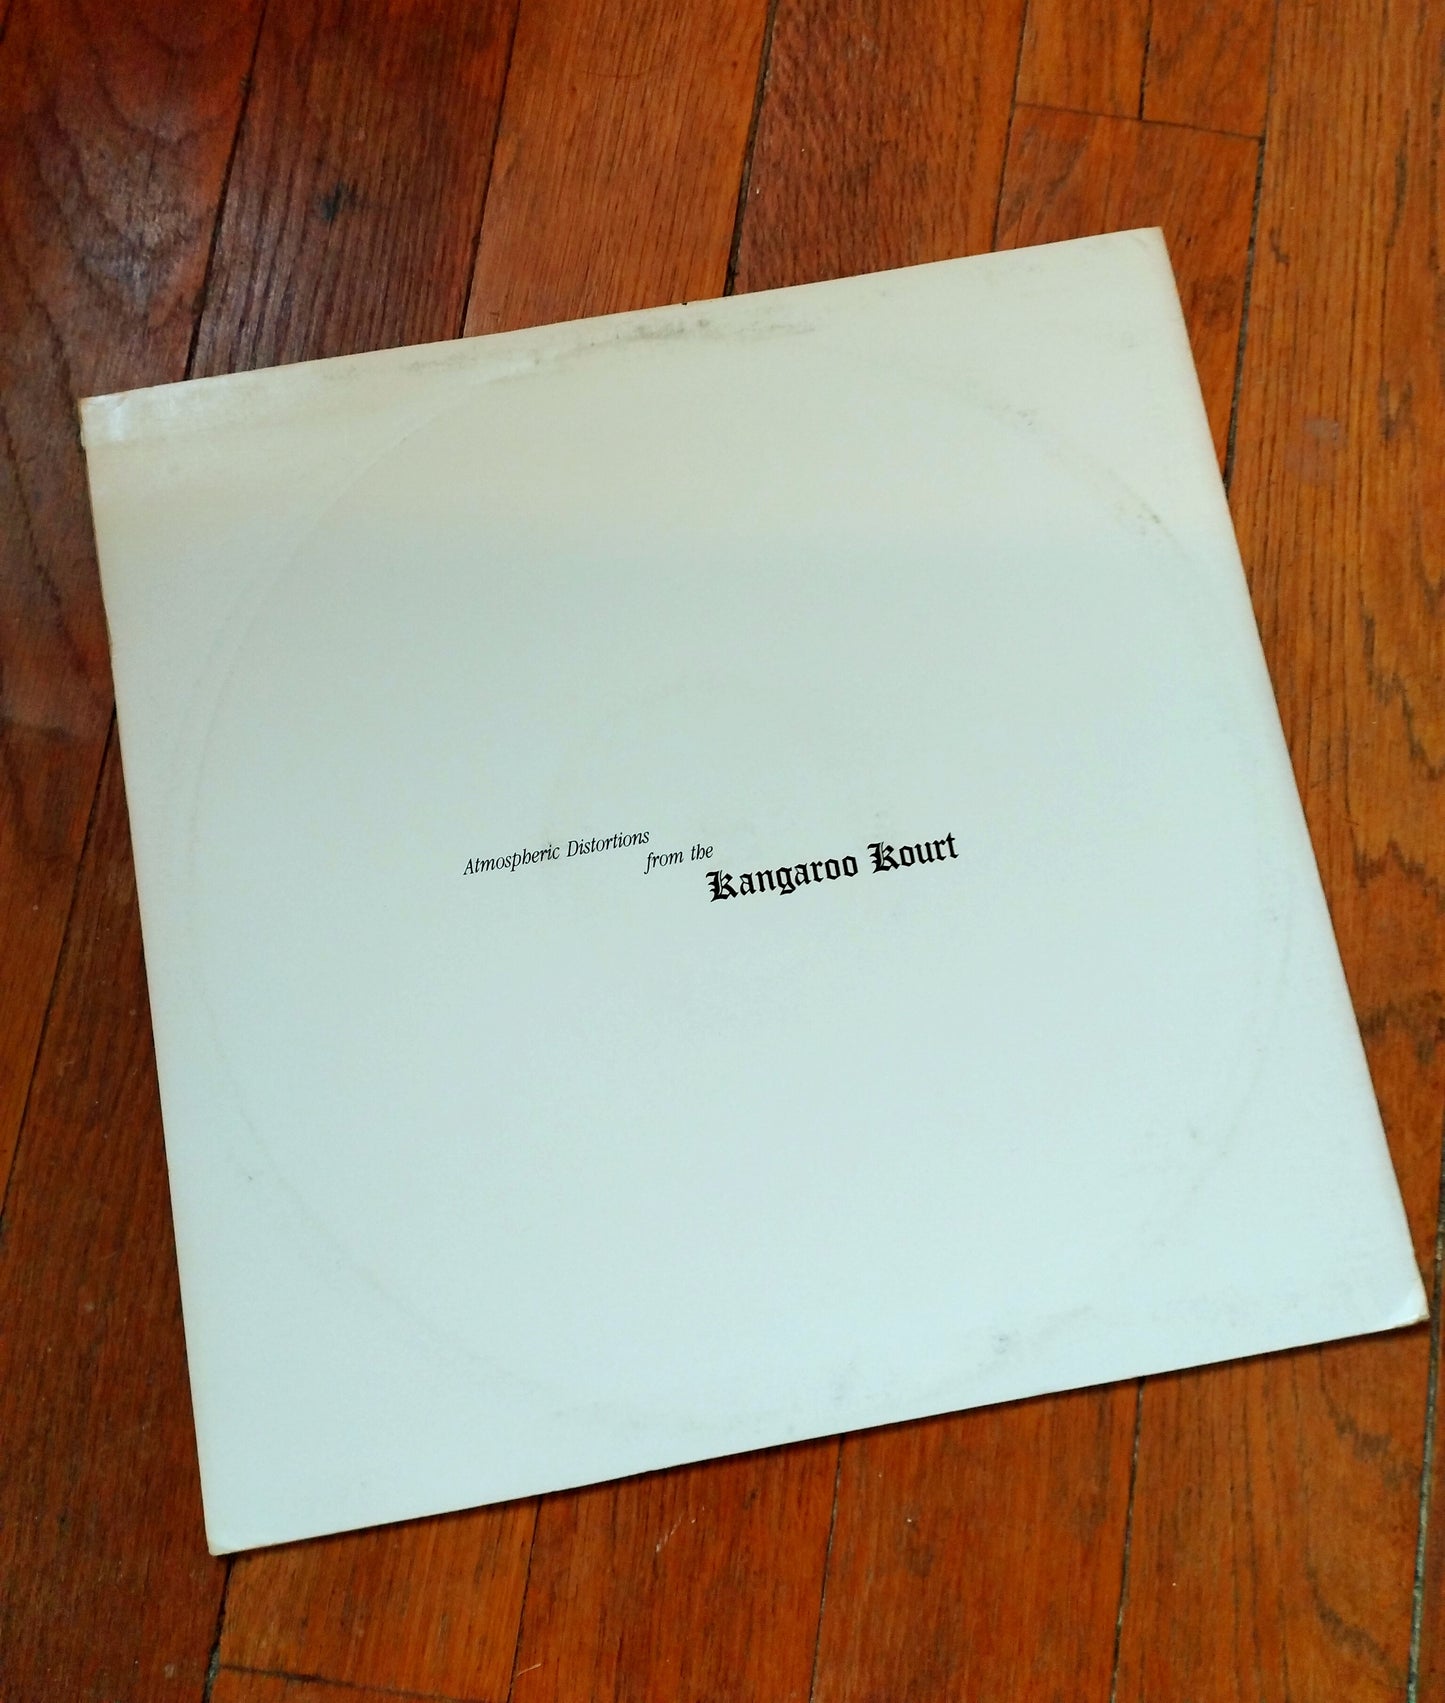 Atmospheric Distortions
from the
Kangaroo Kourt